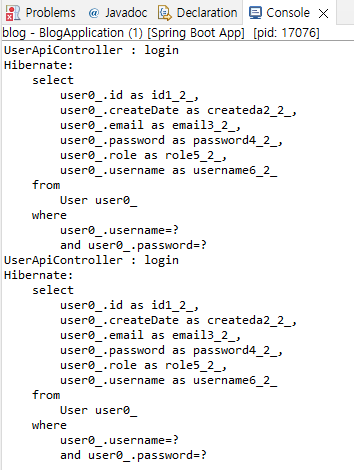 Problems @ Javadoc Declaration Console
blog - BlogApplication (1) [Spring Boot App] [pid: 17076]
UserApiController : login
Hibernate:
    select
        user0_.id as id1_2_,
        user0_.createDate as createda2_2_,
        user0_.email as email3_2_,
        user0_.password as password4_2_,
        user0_.role as role5_2_,
        user0_.username as username6_2_
    from
        User user0_
    where
        user0_.username=?
        and user0_.password=?
UserApiController : login
Hibernate:
    select
        user0_.id as id1_2_,
        user0_.createDate as createda2_2_,
        user0_.email as email3_2_,
        user0_.password as password4_2_,
        user0_.role as role5_2_,
        user0_.username as username6_2_
    from
        User user0_
    where
        user0_.username=?
        and user0_.password=?